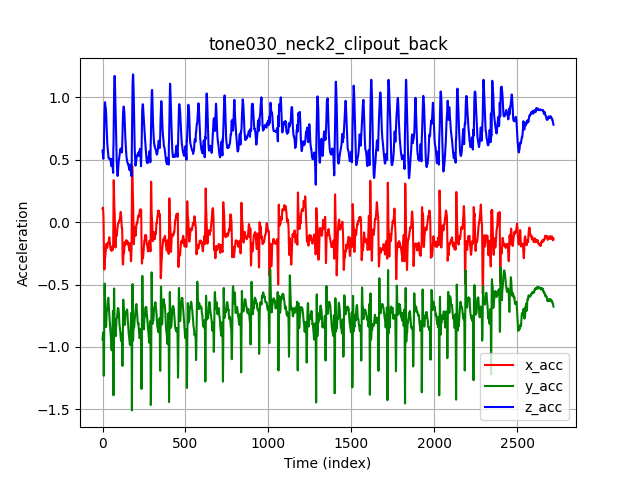 tone030_neck2_clipout_back
1.0
0.5
0.0
−0.5
−1.0
−1.5
Acceleration
x_acc
y_acc
z_acc
0 500 1000 1500 2000 2500
Time (index)